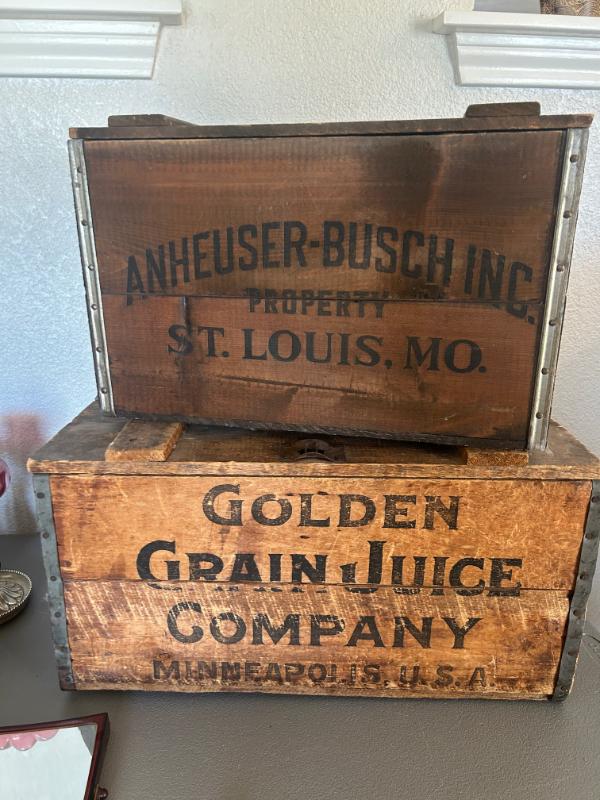 ANHEUSER-BUSCH INC.
PROPERTY
ST. LOUIS, MO.
GOLDEN
GRAIN JUICE
COMPANY
MINNEAPOLIS, U.S.A.